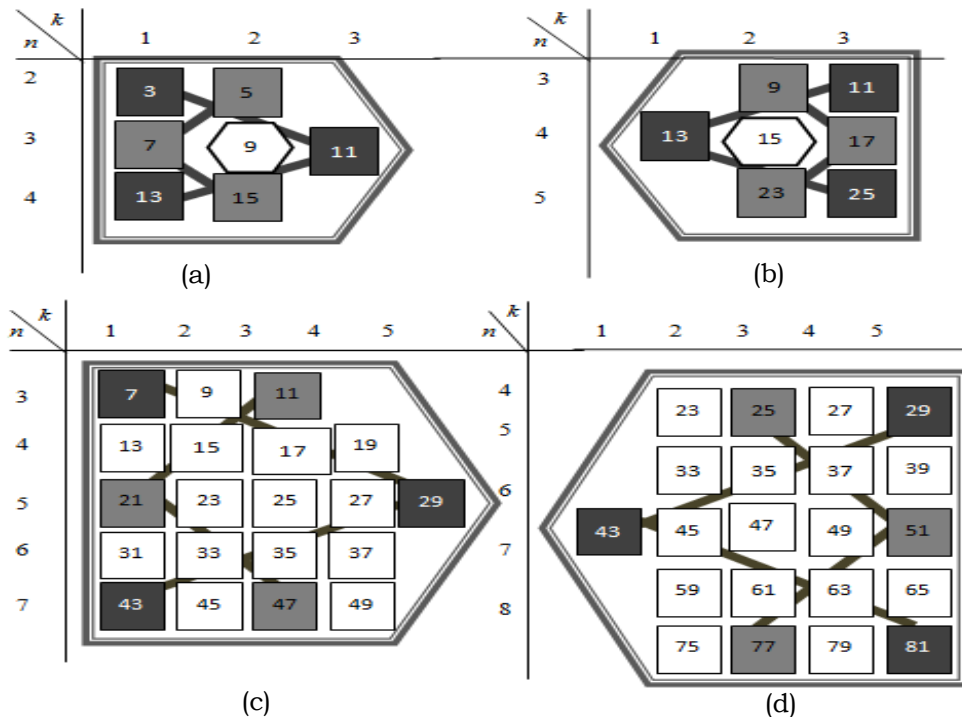 k k
n 1 2 3 n 1 2 3
2 3 5 3 9 11
3 7 9 11 4 13 15 17
4 13 15 5 23 25
(a) (b)
k k
n 1 2 3 4 5 n 1 2 3 4 5
3 7 9 11 4 23 25 27 29
4 13 15 17 19 5 33 35 37 39
5 21 23 25 27 29 6 43 45 47 49 51
6 31 33 35 37 7 59 61 63 65
7 43 45 47 49 8 75 77 79 81
(c) (d)